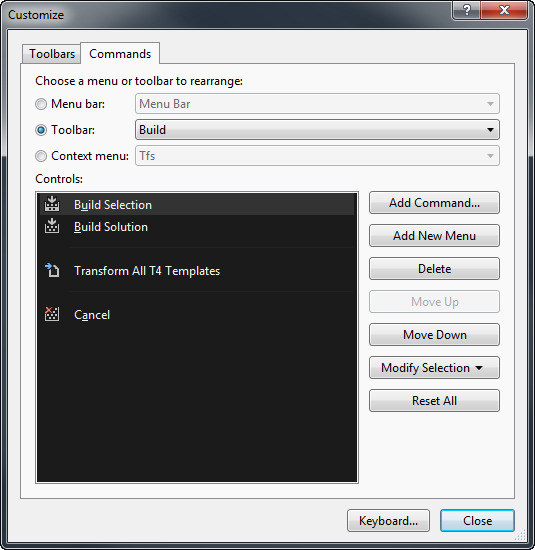 Customize
Toolbars Commands
Choose a menu or toolbar to rearrange:
Menu bar: Menu Bar
Toolbar: Build
Context menu: Tfs
Controls:
Build Selection
Build Solution
Transform All T4 Templates
Cancel
Add Command...
Add New Menu
Delete
Move Up
Move Down
Modify Selection
Reset All
Keyboard... Close